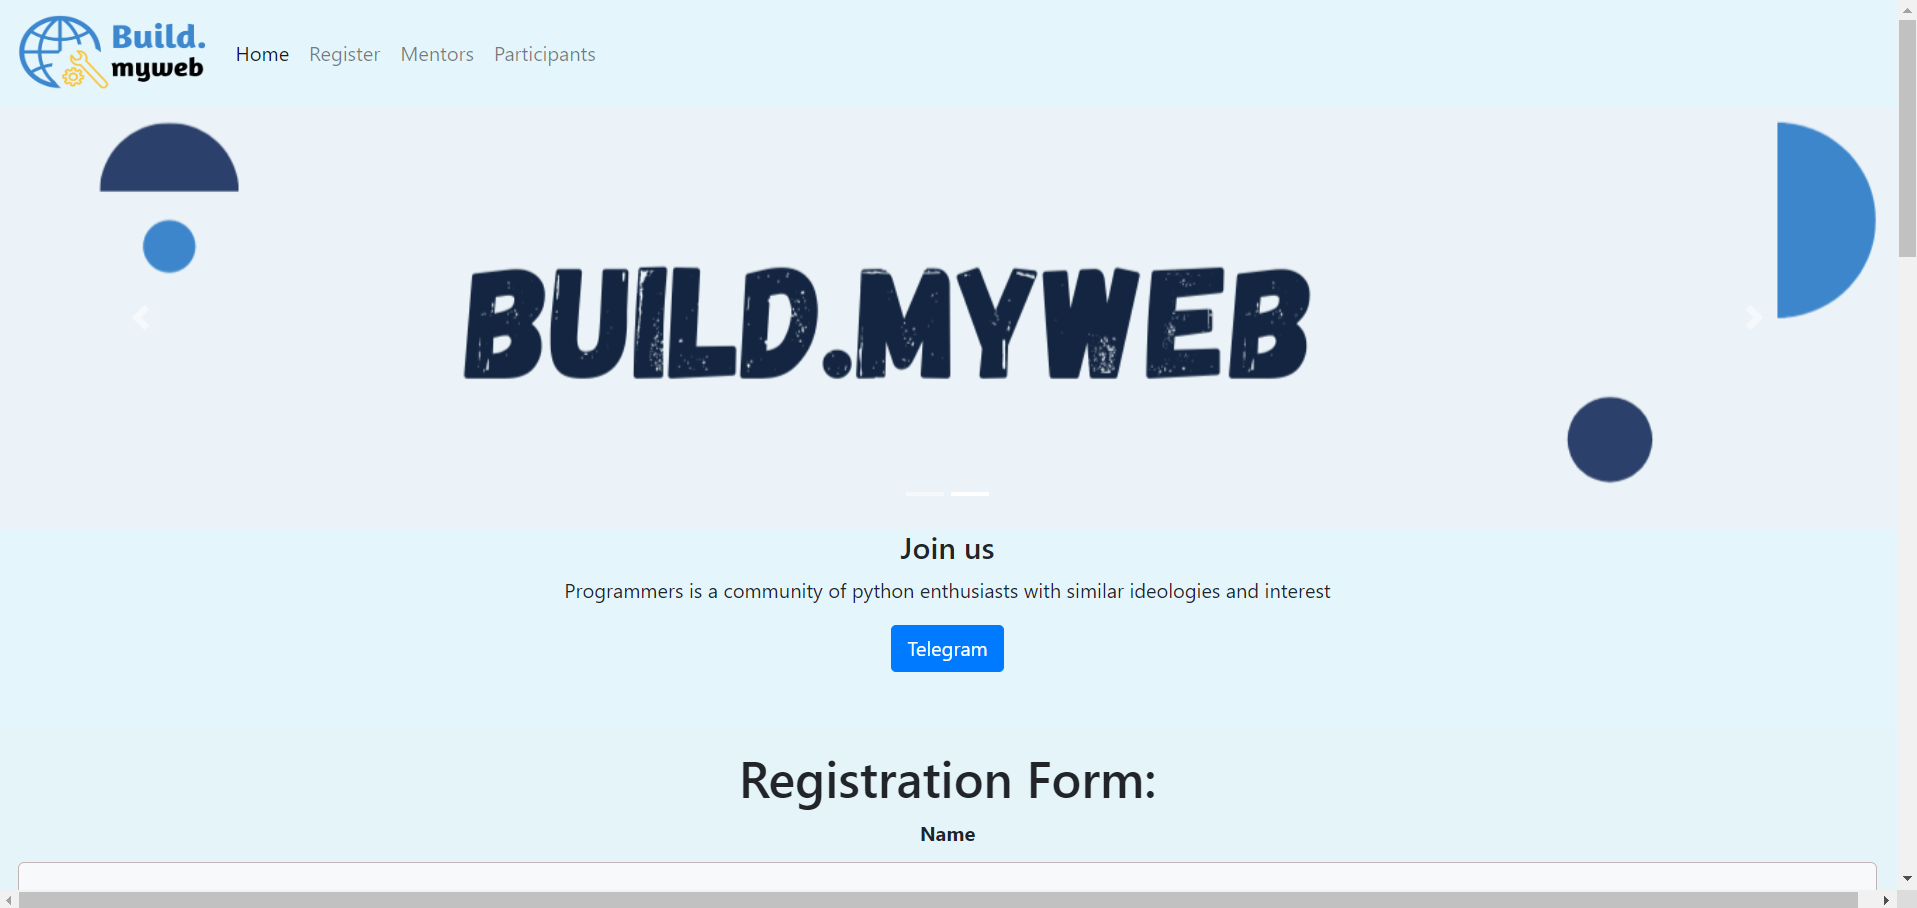 Build.
myweb
Home Register Mentors Participants
BUILD.MYWEB
Join us
Programmers is a community of python enthusiasts with similar ideologies and interest
Telegram
Registration Form:
Name